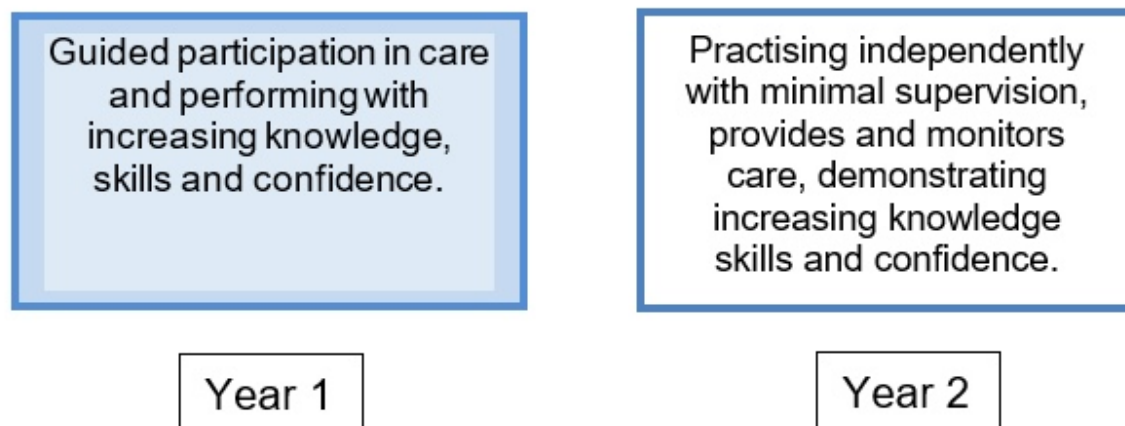 Guided participation in care
and performing with
increasing knowledge,
skills and confidence.
Practising independently
with minimal supervision,
provides and monitors
care, demonstrating
increasing knowledge
skills and confidence.
Year 1
Year 2